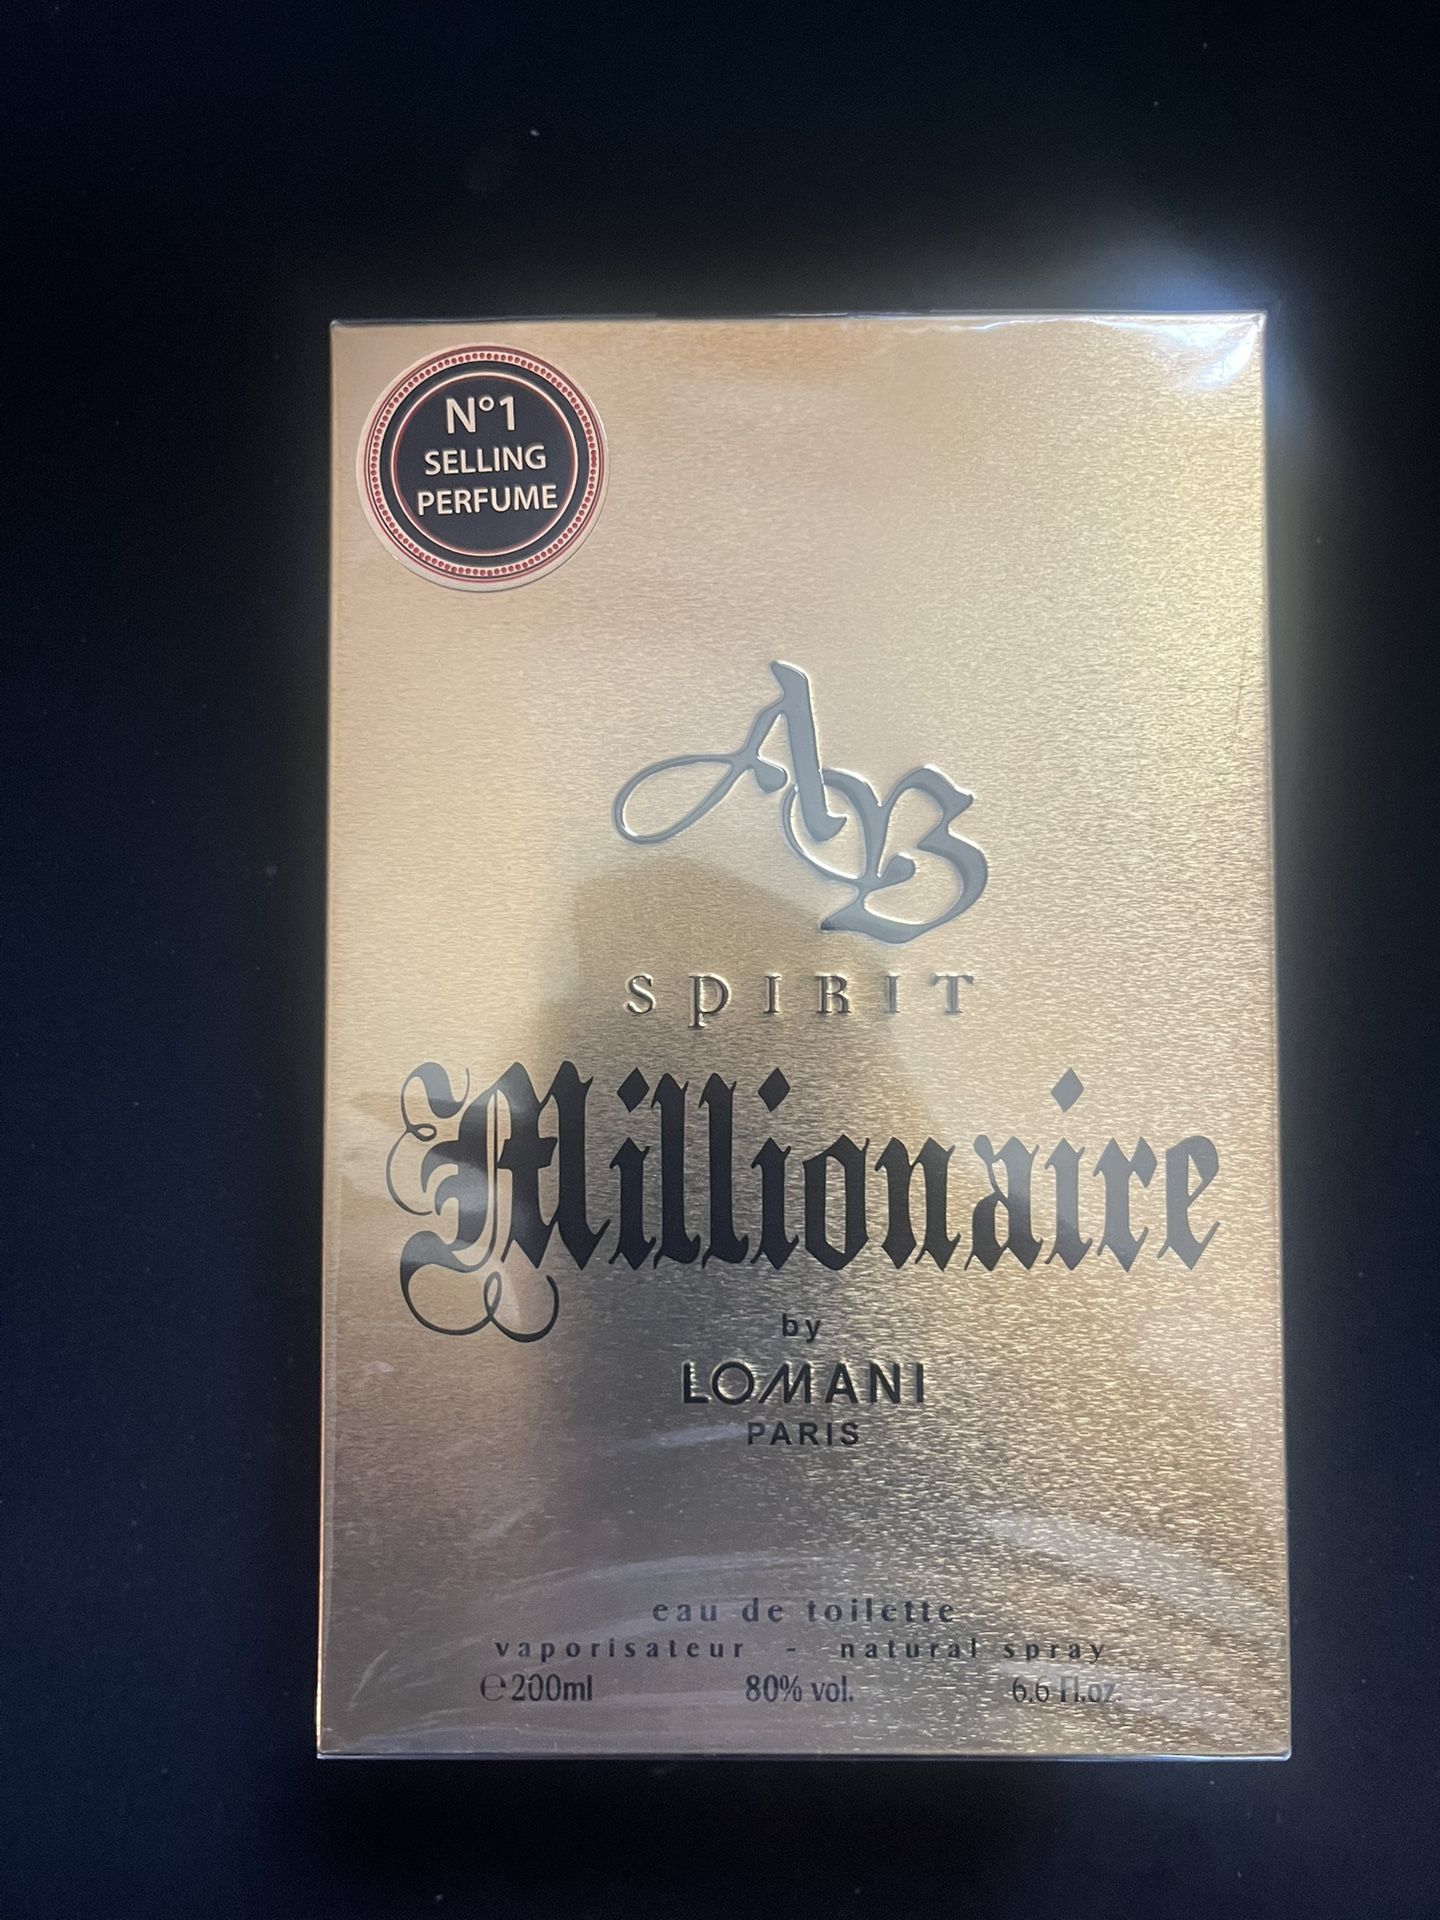 N°1
SELLING
PERFUME
AB
SPIRIT
Millionaire
by
LOMANI
PARIS
eau de toilette
vaporisateur - natural spray
℮200ml 80% vol. 6.6 Fl.oz.